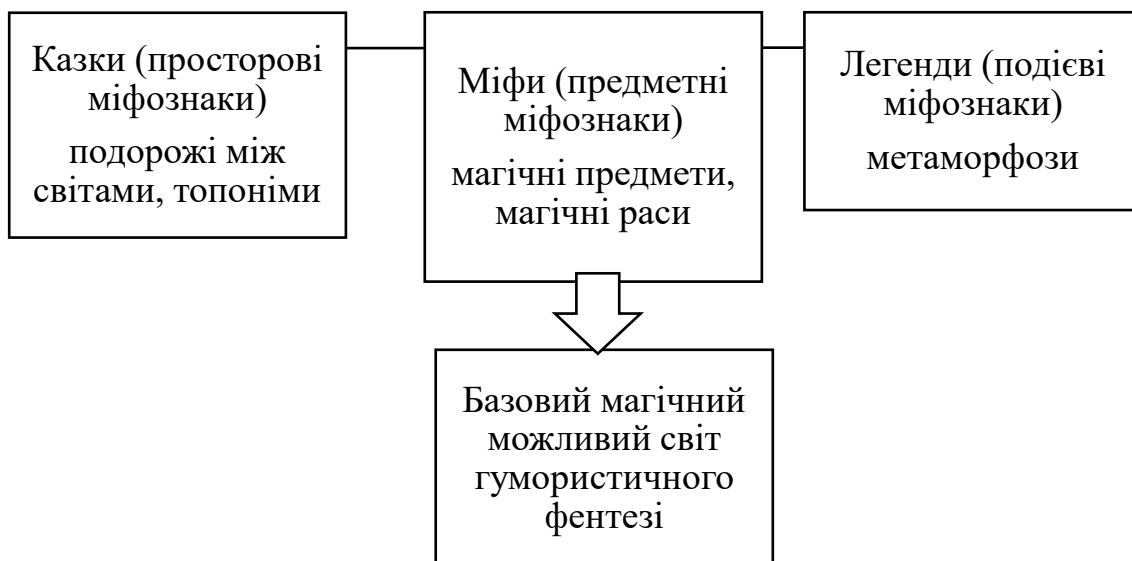 Казки (просторові
міфознаки)
подорожі між
світами, топоніми
Міфи (предметні
міфознаки)
магічні предмети,
магічні раси
Легенди (подієві
міфознаки)
метаморфози
Базовий магічний
можливий світ
гумористичного
фентезі